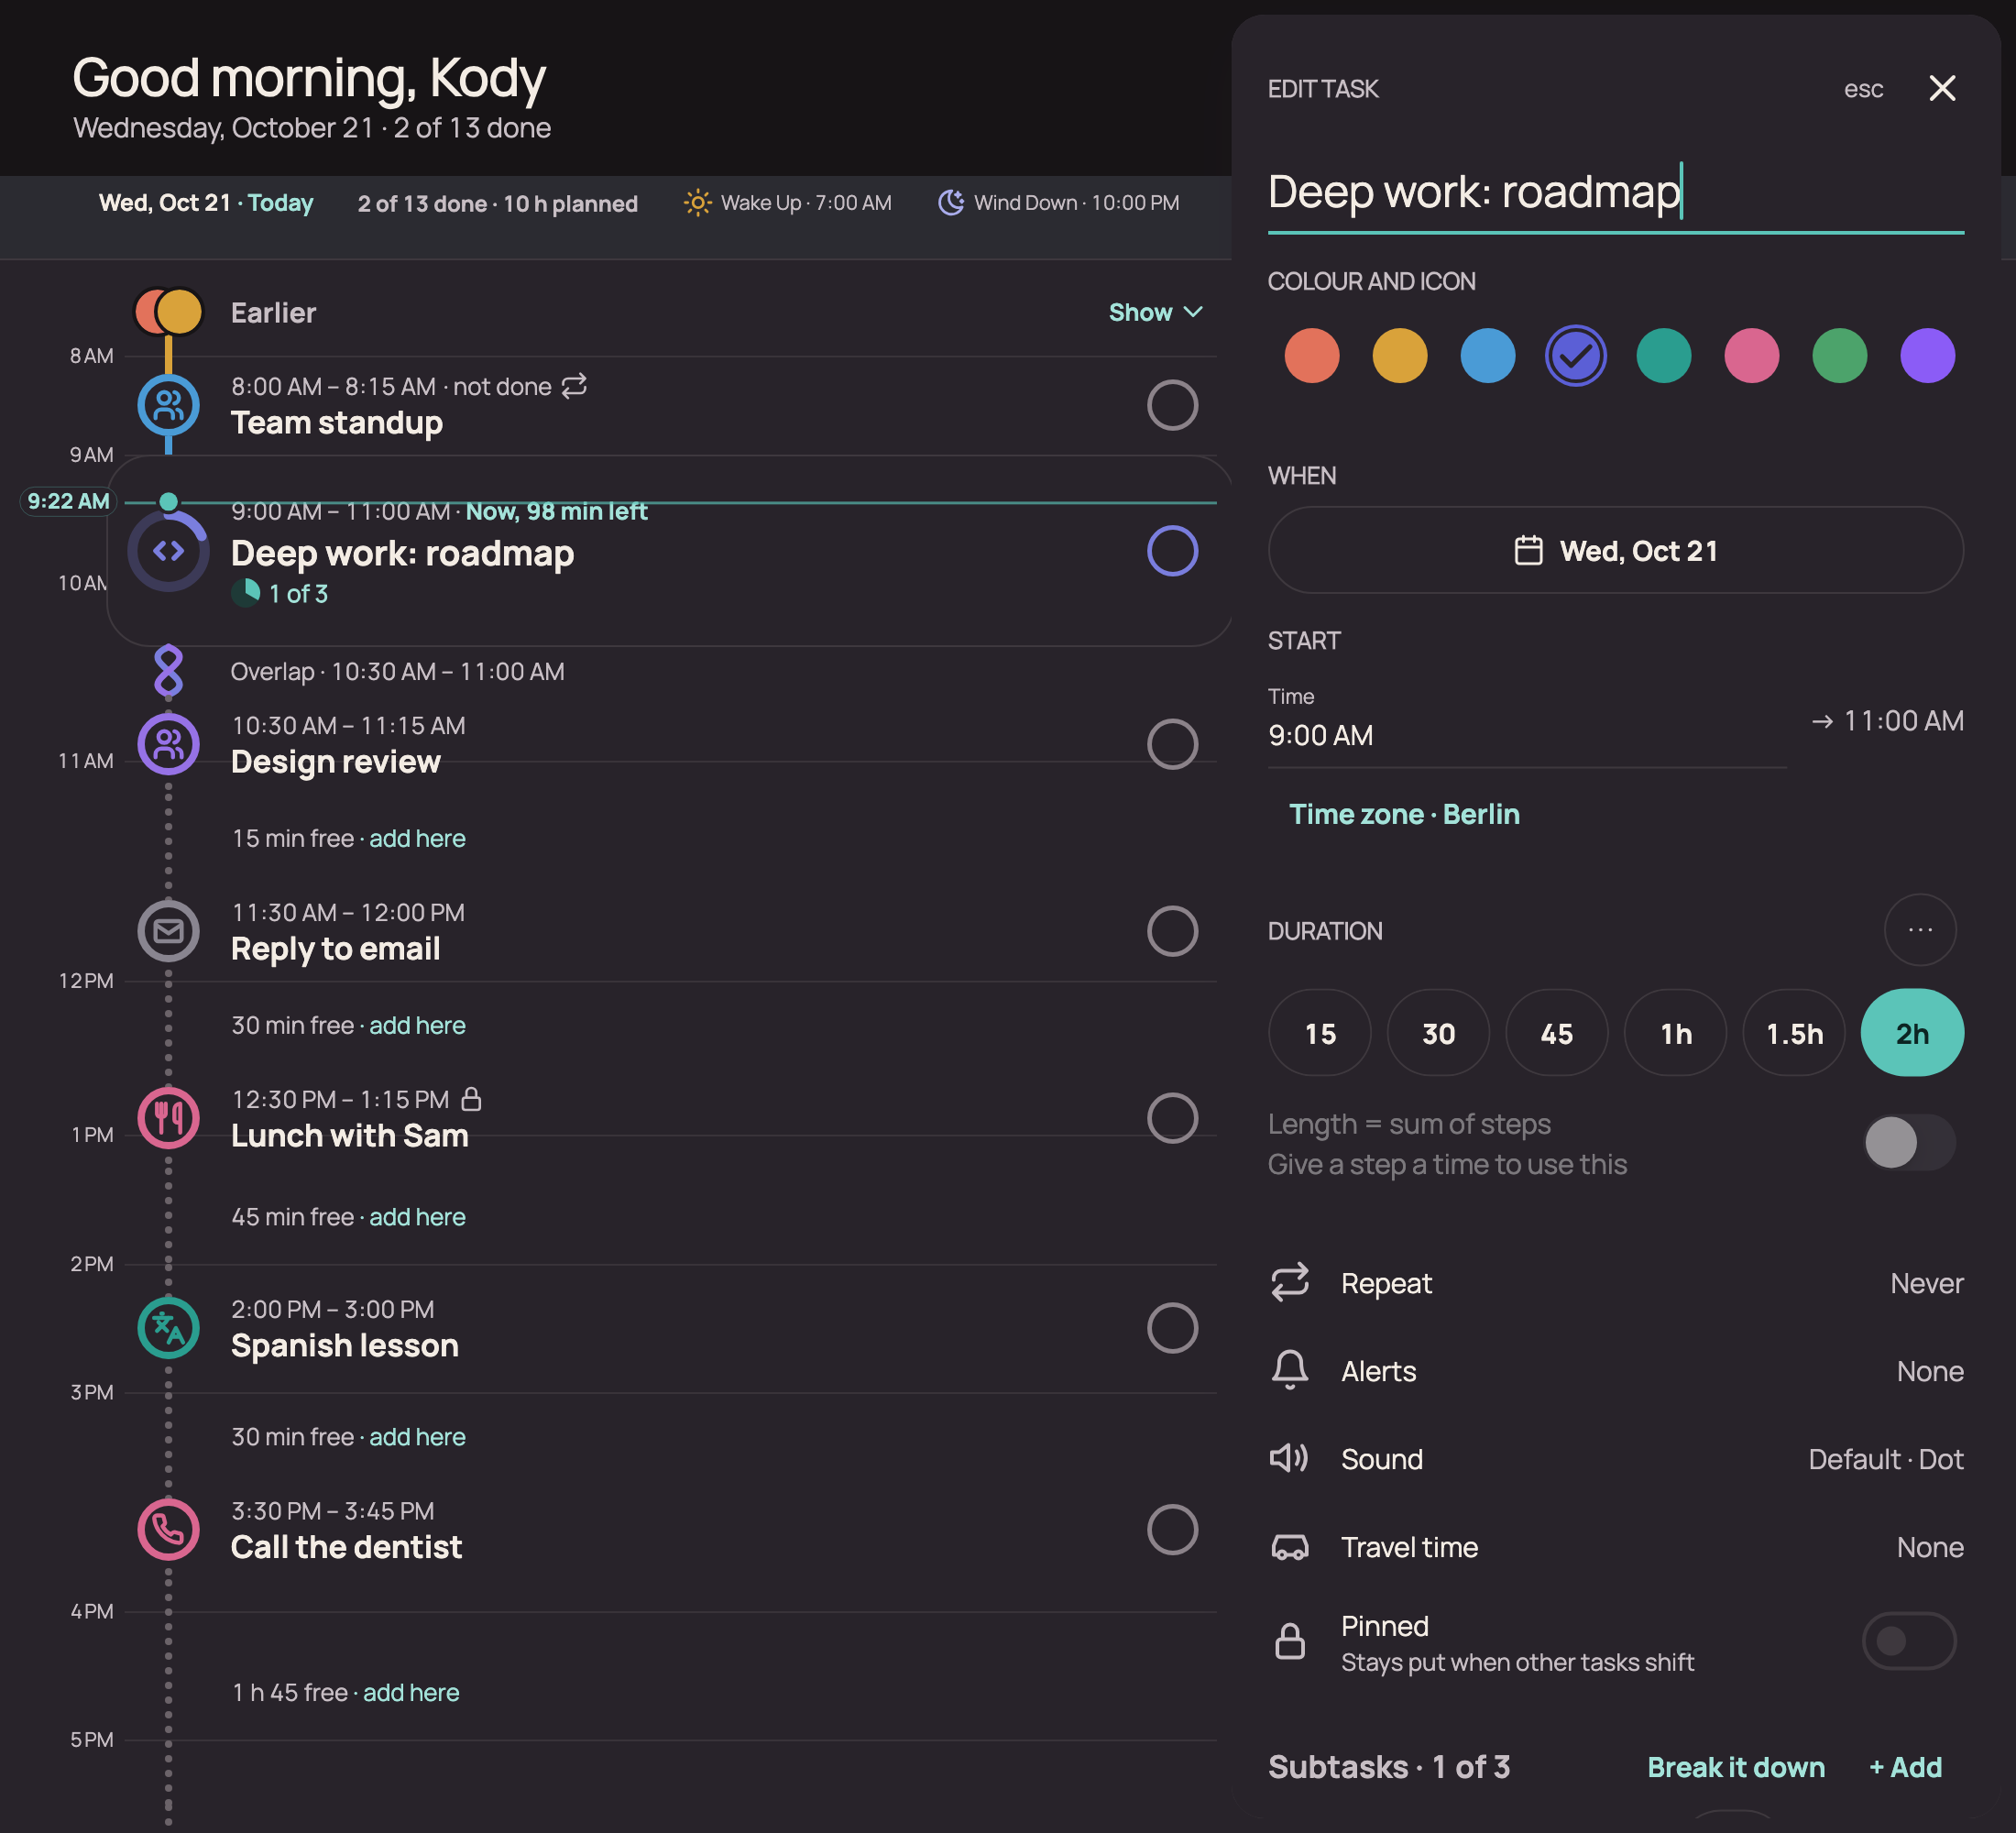 Good morning, Kody
Wednesday, October 21 · 2 of 13 done
Wed, Oct 21 · Today
2 of 13 done · 10 h planned
Wake Up · 7:00 AM
Wind Down · 10:00 PM
Earlier
Show
8 AM
8:00 AM – 8:15 AM · not done
Team standup
9 AM
9:22 AM
9:00 AM – 11:00 AM · Now, 98 min left
Deep work: roadmap
10 AM
1 of 3
Overlap · 10:30 AM – 11:00 AM
10:30 AM – 11:15 AM
11 AM
Design review
15 min free · add here
11:30 AM – 12:00 PM
Reply to email
12 PM
30 min free · add here
12:30 PM – 1:15 PM
1 PM
Lunch with Sam
45 min free · add here
2 PM
2:00 PM – 3:00 PM
Spanish lesson
3 PM
30 min free · add here
3:30 PM – 3:45 PM
Call the dentist
4 PM
1 h 45 free · add here
5 PM
EDIT TASK
esc
Deep work: roadmap
COLOUR AND ICON
WHEN
Wed, Oct 21
START
Time
9:00 AM
→ 11:00 AM
Time zone · Berlin
DURATION
...
15 30 45 1h 1.5h 2h
Length = sum of steps
Give a step a time to use this
Repeat Never
Alerts None
Sound Default · Dot
Travel time None
Pinned
Stays put when other tasks shift
Subtasks · 1 of 3 Break it down + Add